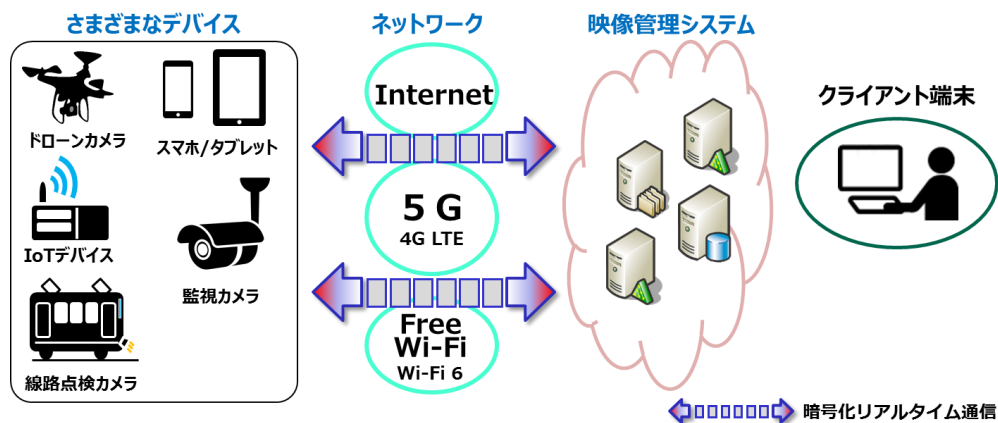 さまざまなデバイス
ドローンカメラ
スマホ/タブレット
IoTデバイス
監視カメラ
線路点検カメラ
ネットワーク
Internet
5 G
4G LTE
Free
Wi-Fi
Wi-Fi 6
映像管理システム
クライアント端末
暗号化リアルタイム通信